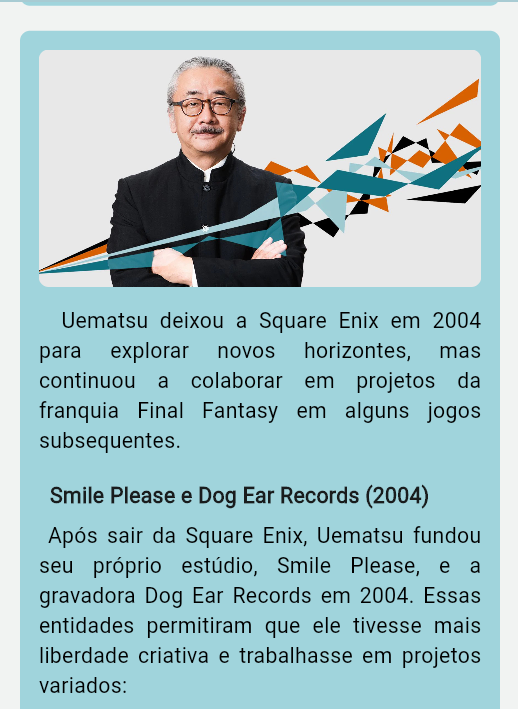 Uematsu deixou a Square Enix em 2004
para explorar novos horizontes, mas
continuou a colaborar em projetos da
franquia Final Fantasy em alguns jogos
subsequentes.
Smile Please e Dog Ear Records (2004)
Após sair da Square Enix, Uematsu fundou
seu próprio estúdio, Smile Please, e a
gravadora Dog Ear Records em 2004. Essas
entidades permitiram que ele tivesse mais
liberdade criativa e trabalhasse em projetos
variados: